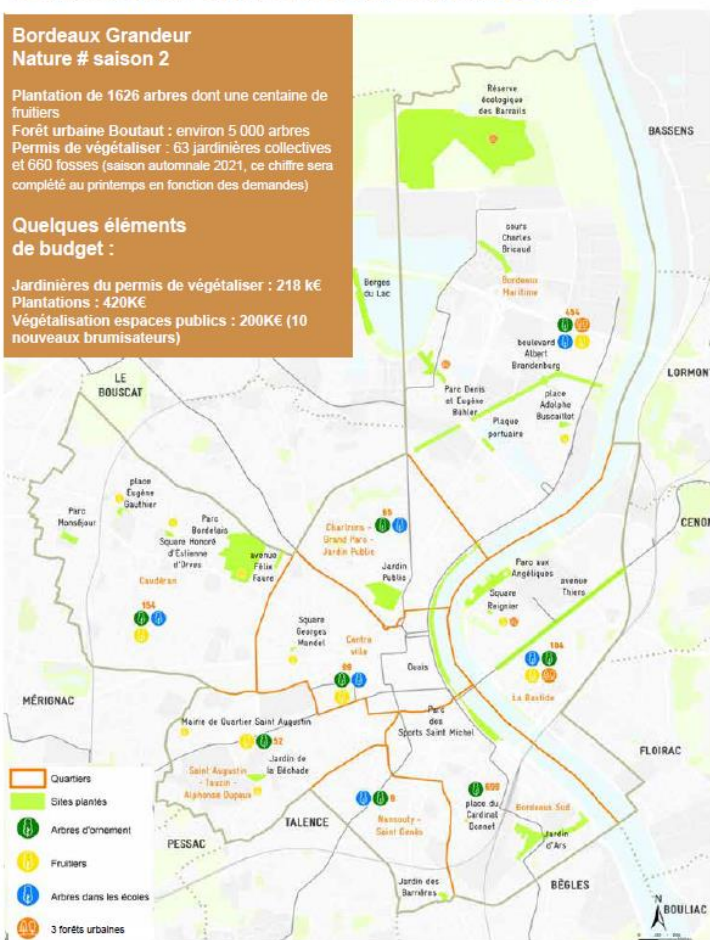 Bordeaux Grandeur
Nature # saison 2
Plantation de 1626 arbres dont une centaine de
fruitiers
Forêt urbaine Boutaut : environ 5 000 arbres
Permis de végétaliser : 63 jardinières collectives
et 660 fosses (saison automnale 2021, ce chiffre sera
complété au printemps en fonction des demandes)
Quelques éléments
de budget :
Jardinières du permis de végétaliser : 218 k€
Plantations : 420K€
Végétalisation espaces publics : 200K€ (10
nouveaux brumisateurs)
Réserve
écologique
des Barrails
BASSENS
cours
Charles
Bricaud
Berges
du Lac
Bordeaux
Maritime
boulevard
Albert
Brandenburg
LORMONT
LE
BOUSCAT
Parc Denis
et Eugène
Bühler
place
Adolphe
Buscaillet
Plaque
portuaire
place
Eugène
Gauthier
Parc
Monséjour
Parc
Bordelais
Square Honoré
d'Estienne
d'Orves
avenue
Félix
Faure
Caudéran
154
Chartrons -
Grand Parc -
Jardin Public
Jardin
Public
CENON
Parc aux
Angéliques
avenue
Thiers
Square
Reignier
Square
Georges
Mandel
Centre
ville
Quais
La Bastide
MÉRIGNAC
Parc
des
Sports Saint Michel
Mairie de Quartier Saint Augustin
52
Jardin de
la Béchade
Saint Augustin
- Tauzin -
Alphonse Dupeux
FLOIRAC
TALENCE
Nansouty -
Saint Genès
place du
Cardinal
Donnet
Bordeaux Sud
Jardin
d'Ars
PESSAC
Jardin des
Barrières
BÈGLES
BOULIAC
N
Quartiers
Sites plantés
Arbres d'ornement
Fruitiers
Arbres dans les écoles
3 forêts urbaines